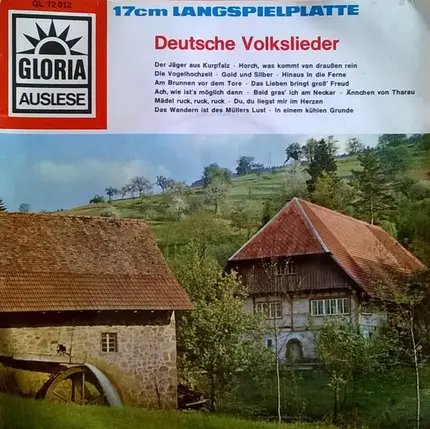 GL 12 012
17cm LANGSPIELPLATTE
GLORIA
AUSLESE
Deutsche Volkslieder
Der Jäger aus Kurpfalz · Horch, was kommt von draußen rein
Die Vogelhochzeit · Gold und Silber · Hinaus in die Ferne
Am Brunnen vor dem Tore · Das Lieben bringt groß' Freud
Ach, wie ist's möglich dann · Bald gras' ich am Neckar · Ännchen von Tharau
Mädel ruck, ruck, ruck · Du, du liegst mir im Herzen
Das Wandern ist des Müllers Lust · In einem kühlen Grunde